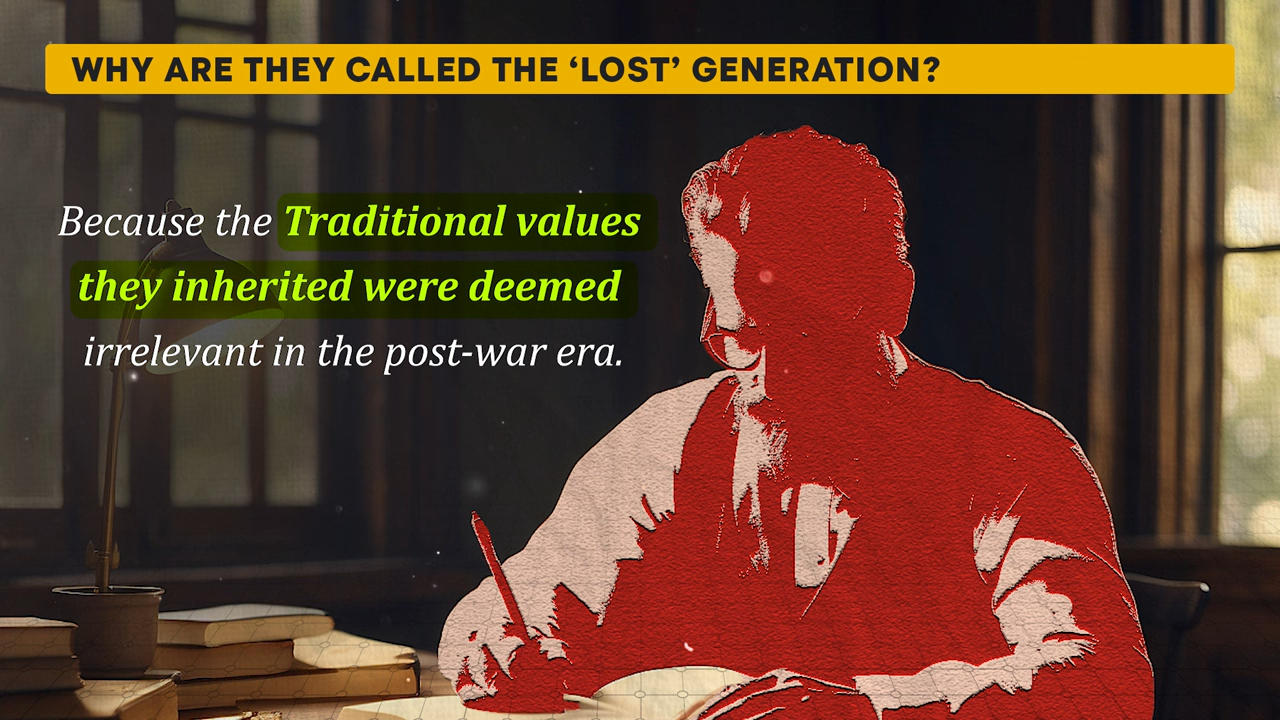 WHY ARE THEY CALLED THE ‘LOST’ GENERATION?
Because the Traditional values
they inherited were deemed
irrelevant in the post-war era.